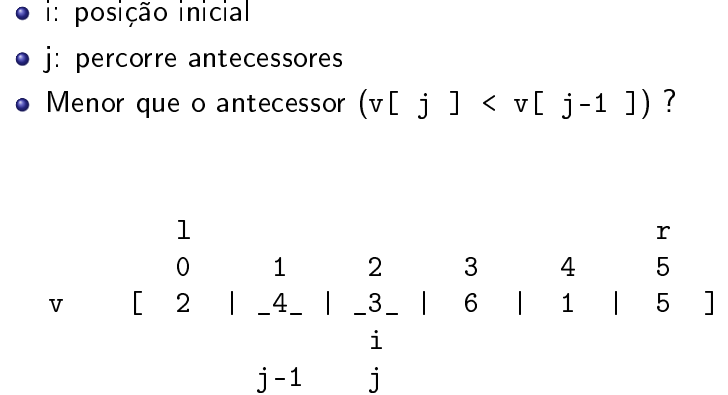 i: posição inicial
j: percorre antecessores
Menor que o antecessor (v[ j ] < v[ j-1 ]) ?
l r
0 1 2 3 4 5
v [ 2 | _4_ | _3_ | 6 | 1 | 5 ]
i
j-1 j